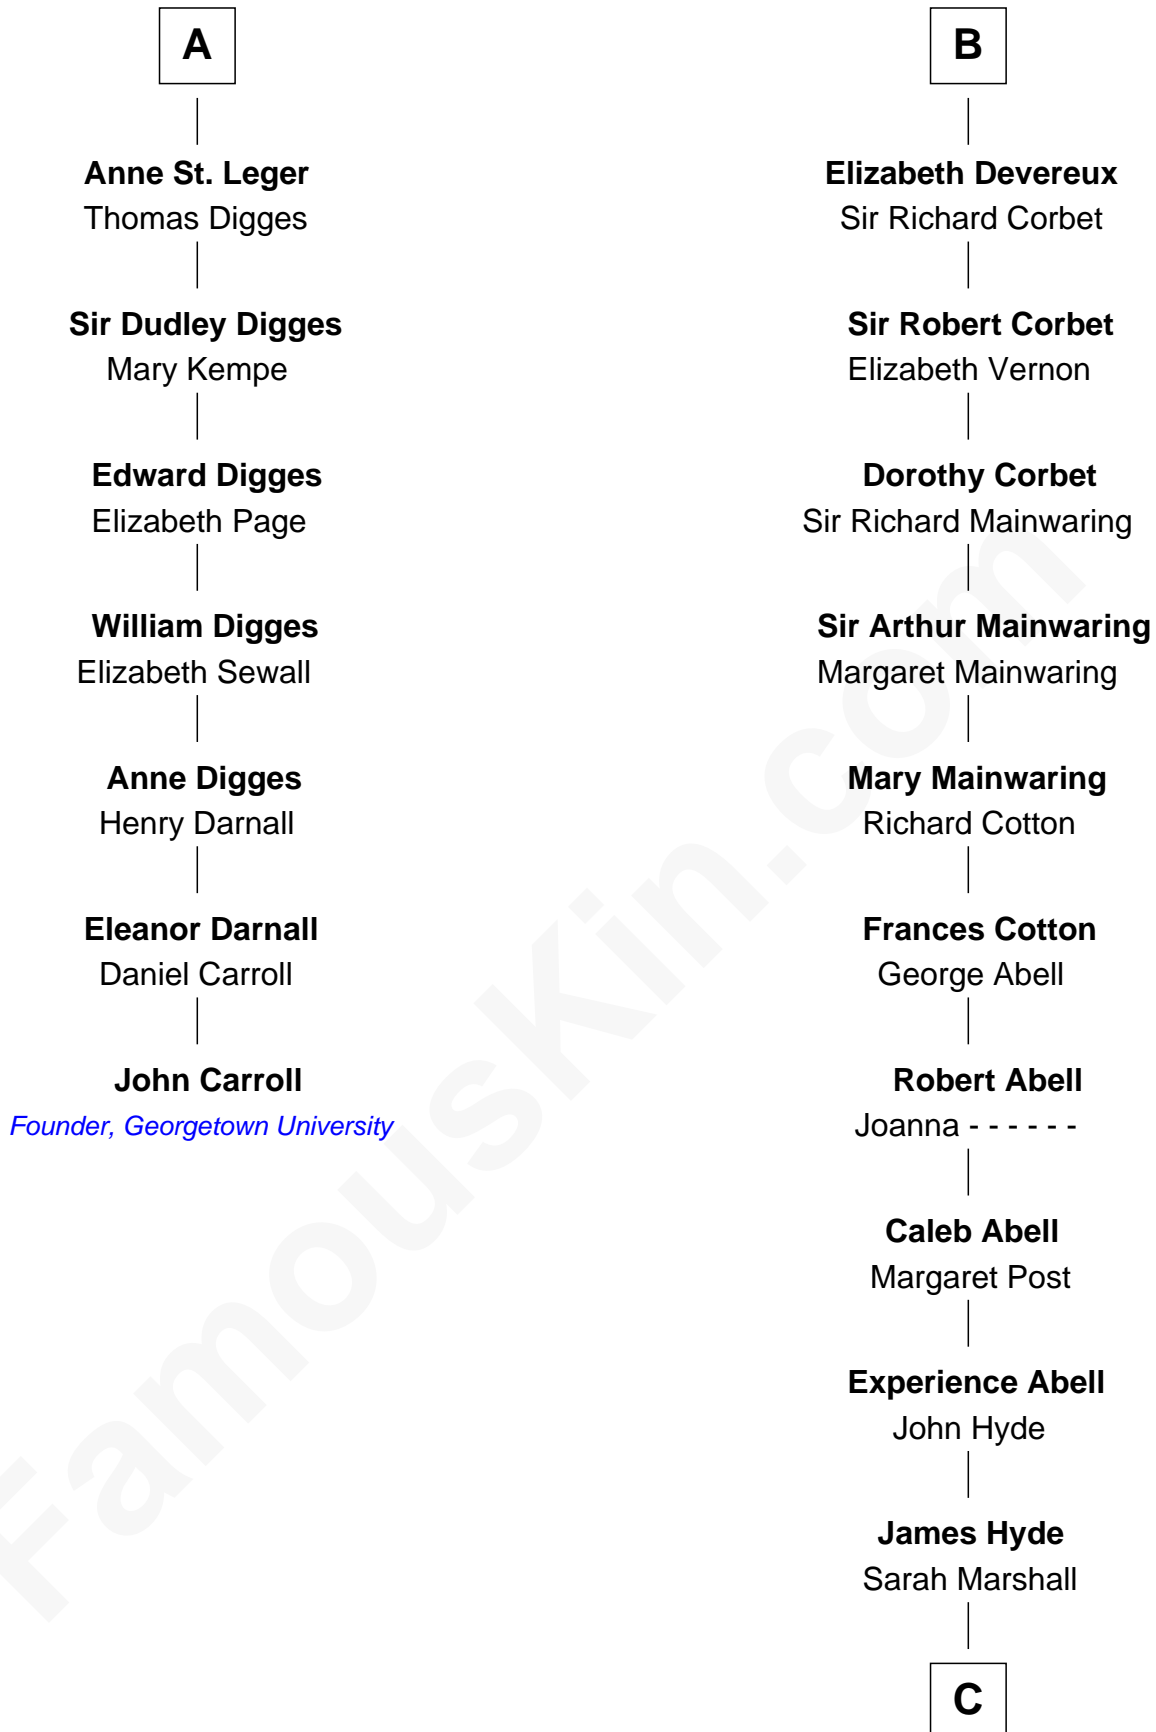 A
Anne St. Leger
Thomas Digges
Sir Dudley Digges
Mary Kempe
Edward Digges
Elizabeth Page
William Digges
Elizabeth Sewall
Anne Digges
Henry Darnall
Eleanor Darnall
Daniel Carroll
John Carroll
Founder, Georgetown University
B
Elizabeth Devereux
Sir Richard Corbet
Sir Robert Corbet
Elizabeth Vernon
Dorothy Corbet
Sir Richard Mainwaring
Sir Arthur Mainwaring
Margaret Mainwaring
Mary Mainwaring
Richard Cotton
Frances Cotton
George Abell
Robert Abell
Joanna - - - - - -
Caleb Abell
Margaret Post
Experience Abell
John Hyde
James Hyde
Sarah Marshall
C
FamousKin.com